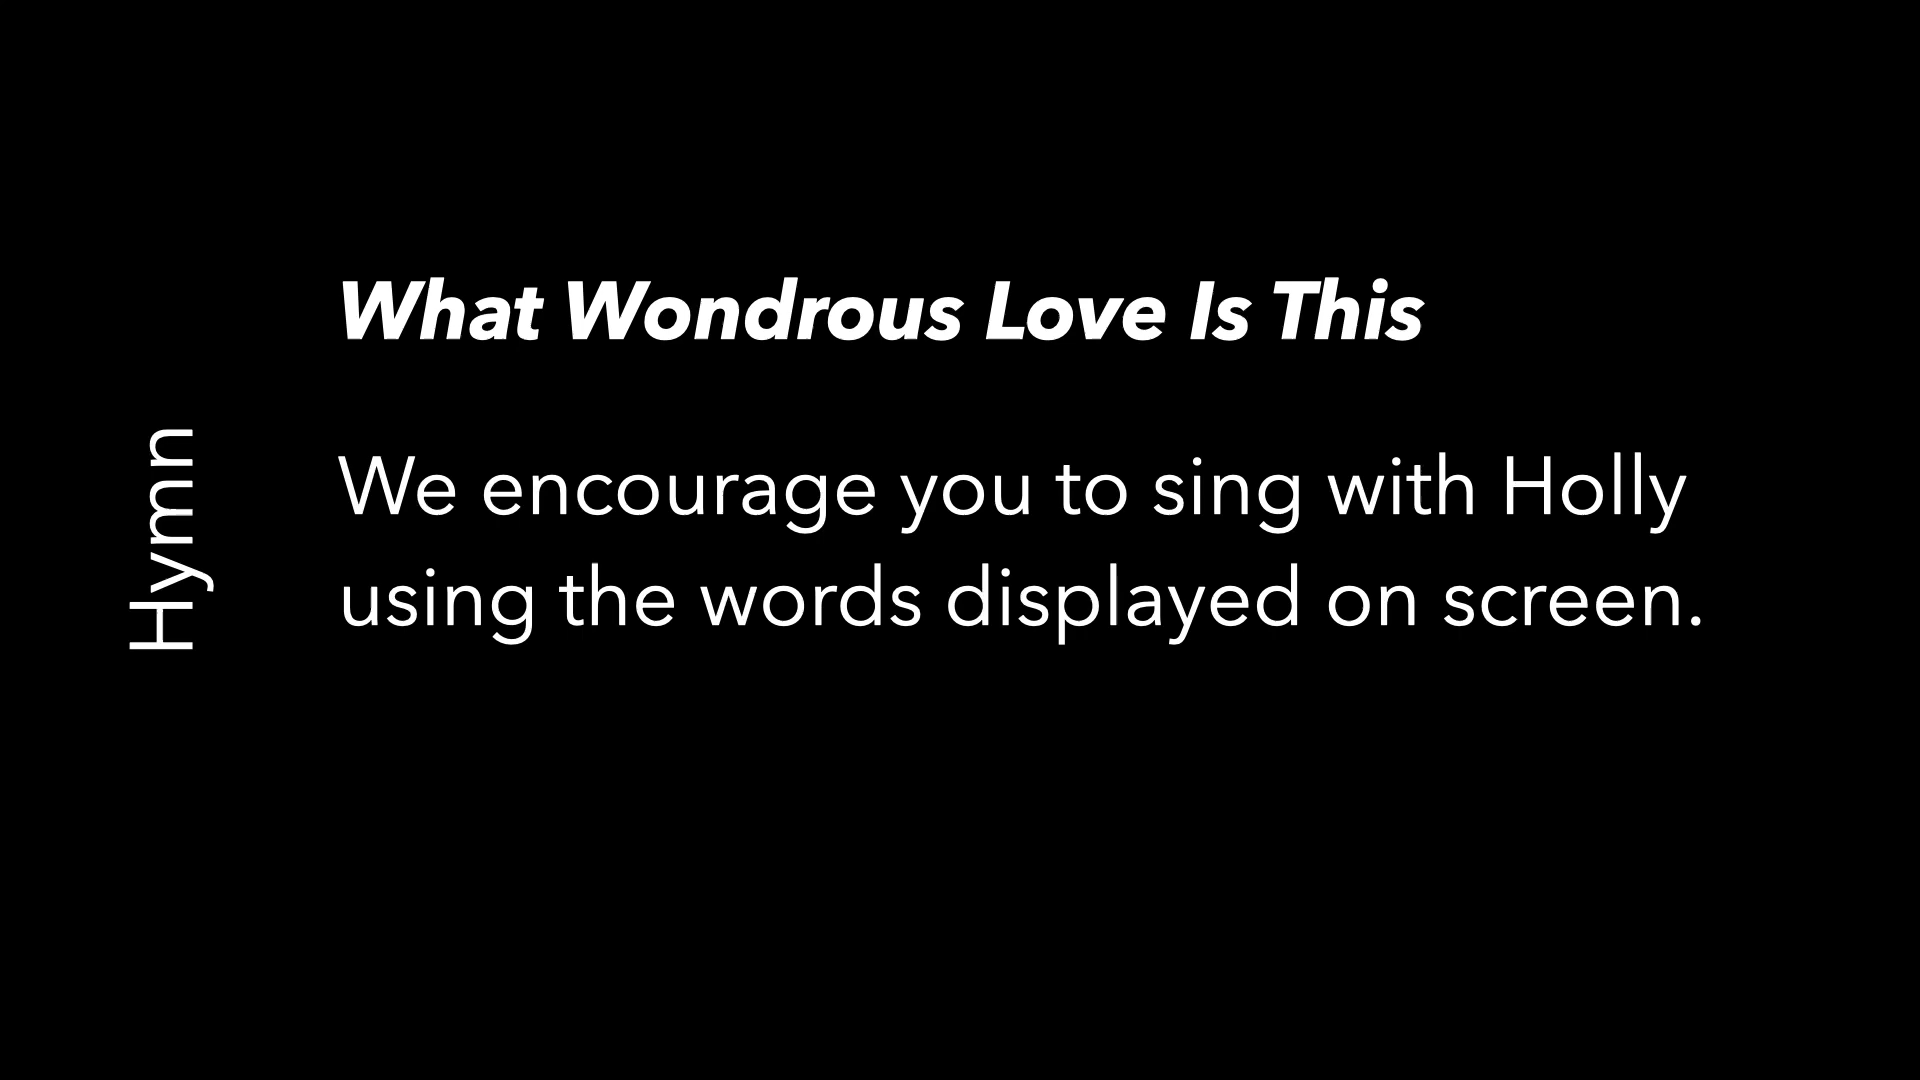 Hymn
What Wondrous Love Is This
We encourage you to sing with Holly
using the words displayed on screen.